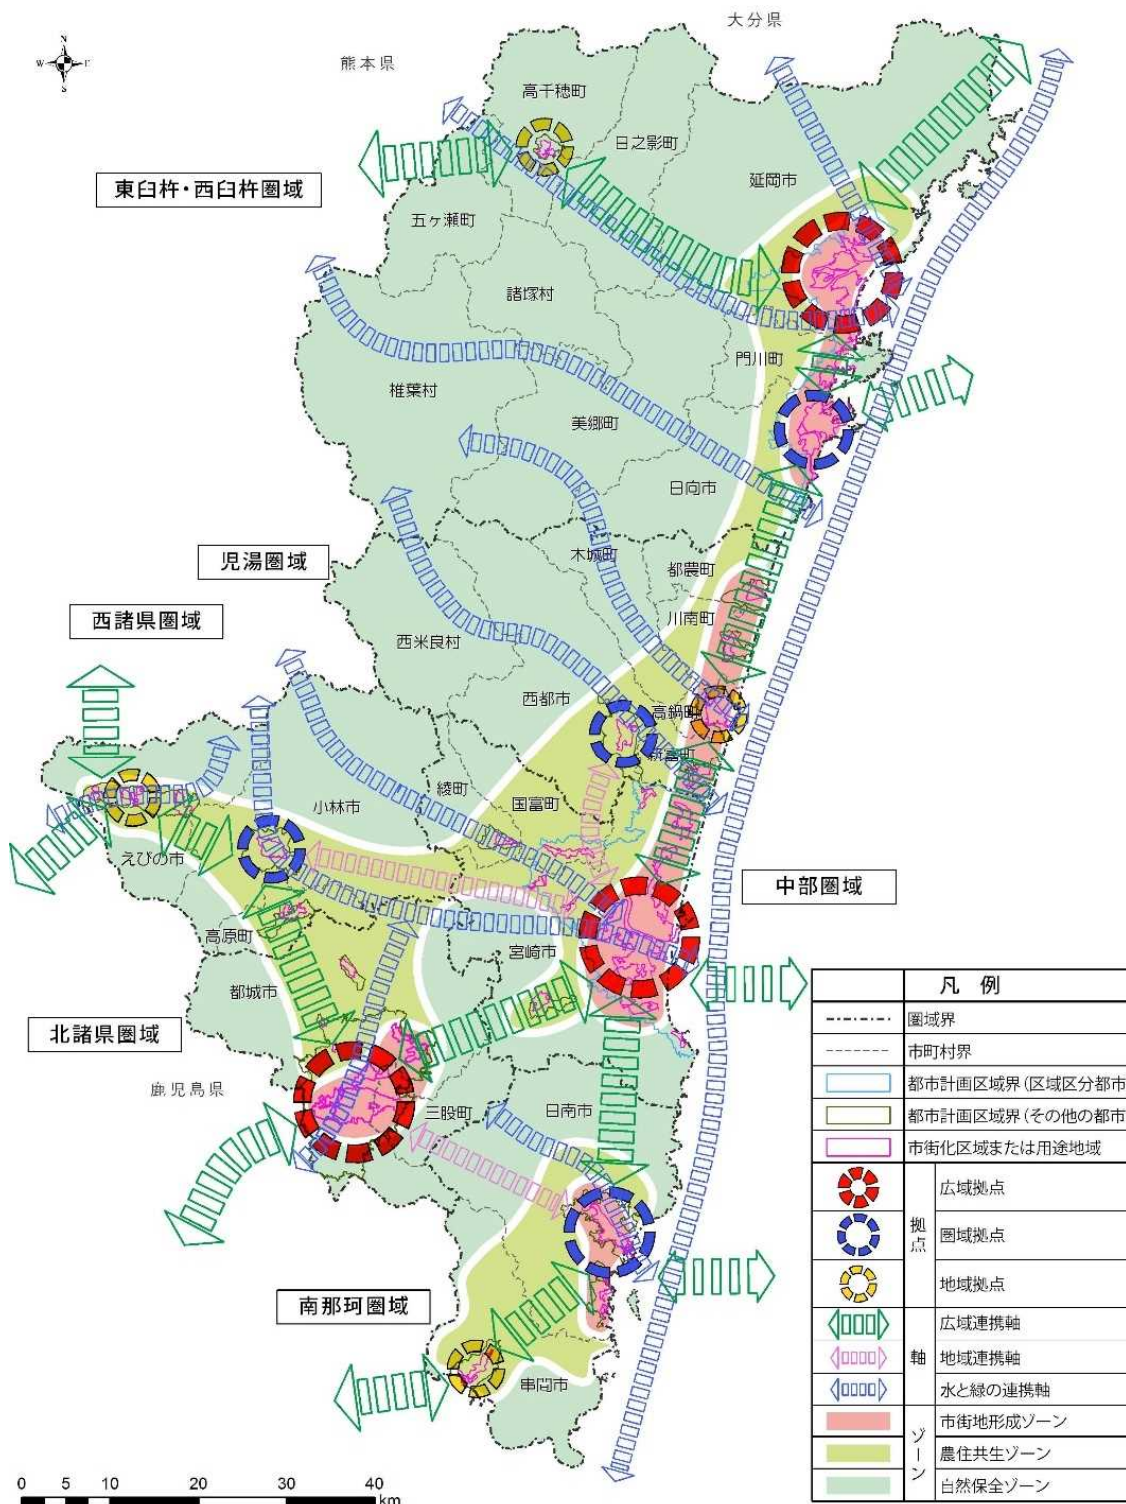 大分県
N
W
E
S
熊本県
高千穂町
日之影町
延岡市
東臼杵・西臼杵圏域
五ヶ瀬町
諸塚村
門川町
椎葉村
美郷町
日向市
児湯圏域
木城町
都農町
川南町
西諸県圏域
西米良村
西都市
高鍋町
新富町
小林市
綾町
国富町
えびの市
中部圏域
宮崎市
高原町
都城市
北諸県圏域
鹿児島県
三股町
日南市
南那珂圏域
串間市
凡 例
圏域界
市町村界
都市計画区域界(区域区分都市
都市計画区域界(その他の都市
市街化区域または用途地域
拠点
広域拠点
圏域拠点
地域拠点
軸
広域連携軸
地域連携軸
水と緑の連携軸
ゾーン
市街地形成ゾーン
農住共生ゾーン
自然保全ゾーン
0 5 10 20 30 40
km